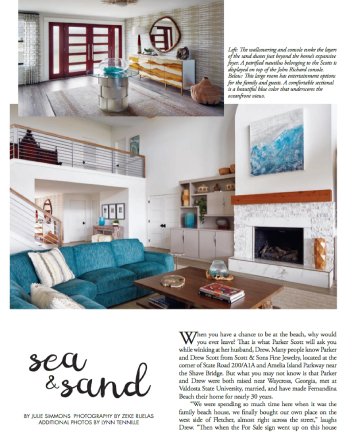 Left: The wallcovering and console evoke the layers
of the sand dunes just beyond the home's expansive
foyer. A petrified nautilus belonging to the Scotts is
displayed on top of the John Richard console.
Below: This large room has entertainment options
for the family and guests. A comfortable sectional
is a beautiful blue color that underscores the
oceanfront views.
sea
& sand
BY JULIE SIMMONS PHOTOGRAPHY BY ZEKE RUELAS
ADDITIONAL PHOTOS BY LYNN TENNILLE
When you have a chance to be at the beach, why would
you ever leave? That is what Parker Scott will ask you
while winking at her husband, Drew. Many people know Parker
and Drew Scott from Scott & Sons Fine Jewelry, located at the
corner of State Road 200/A1A and Amelia Island Parkway near
the Shave Bridge. But what you may not know is that Parker
and Drew were both raised near Waycross, Georgia, met at
Valdosta State University, married, and have made Fernandina
Beach their home for nearly 30 years.
"We were spending so much time here when it was the
family beach house, we finally bought our own place on the
west side of Fletcher, almost right across the street," laughs
Drew. "Then when the For Sale sign went up on this house